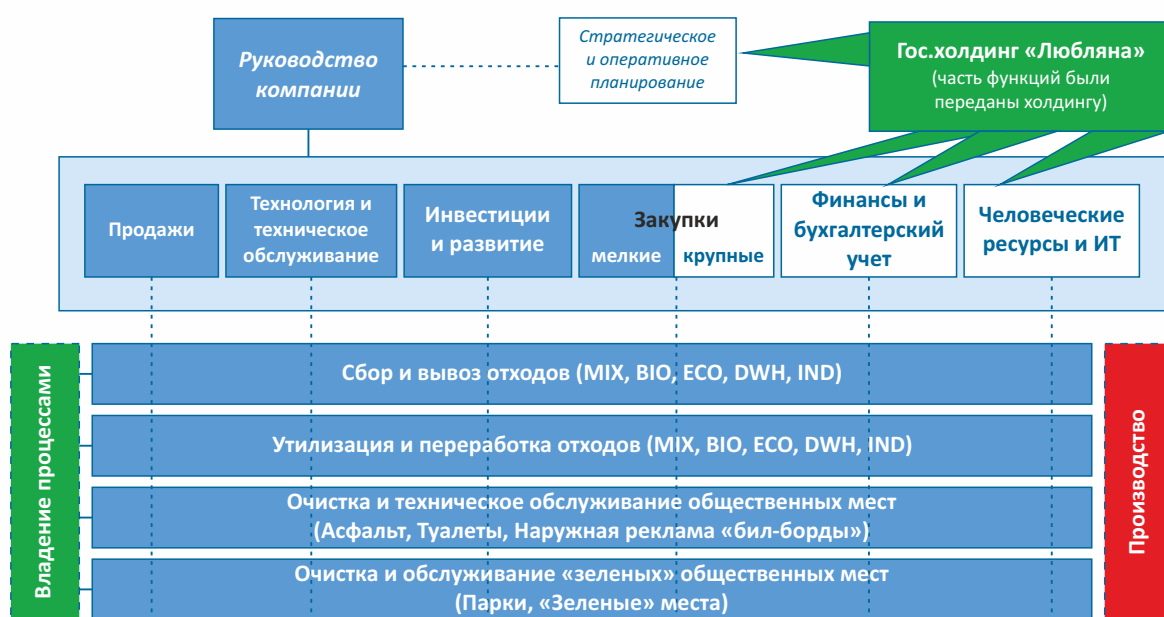 Руководство
компании
Стратегическое
и оперативное
планирование
Гос.холдинг «Любляна»
(часть функций были
переданы холдингу)
Продажи
Технология и
техническое
обслуживание
Инвестиции
и развитие
Закупки
мелкие
крупные
Финансы и
бухгалтерский
учет
Человеческие
ресурсы и ИТ
Владение процессами
Сбор и вывоз отходов (MIX, BIO, ECO, DWH, IND)
Утилизация и переработка отходов (MIX, BIO, ECO, DWH, IND)
Очистка и техническое обслуживание общественных мест
(Асфальт, Туалеты, Наружная реклама «бил-борды»)
Очистка и обслуживание «зеленых» общественных мест
(Парки, «Зеленые» места)
Производство